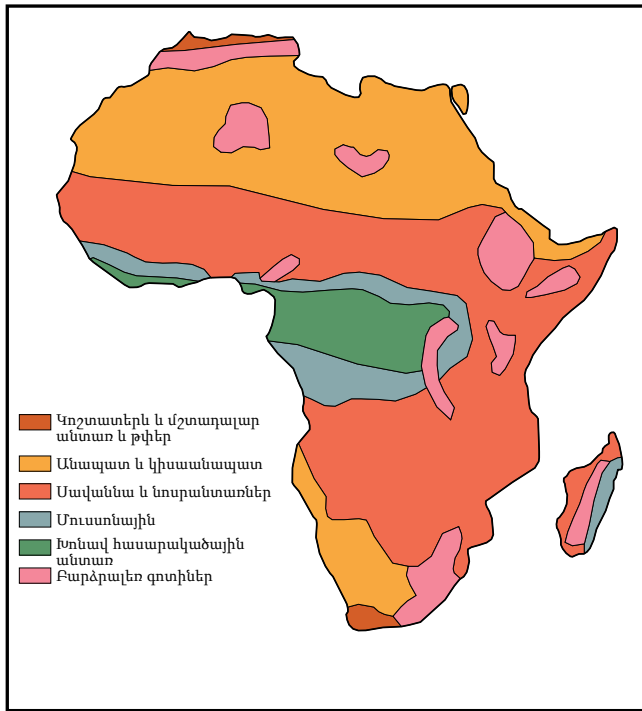 Կոշտատերև և մշտադալար
անտառ և թփեր
Անապատ և կիսաանապատ
Սավաննա և նոսրանտառներ
Մուսսոնային
Խոնավ հասարակածային
անտառ
Բարձրալեռ գոտիներ